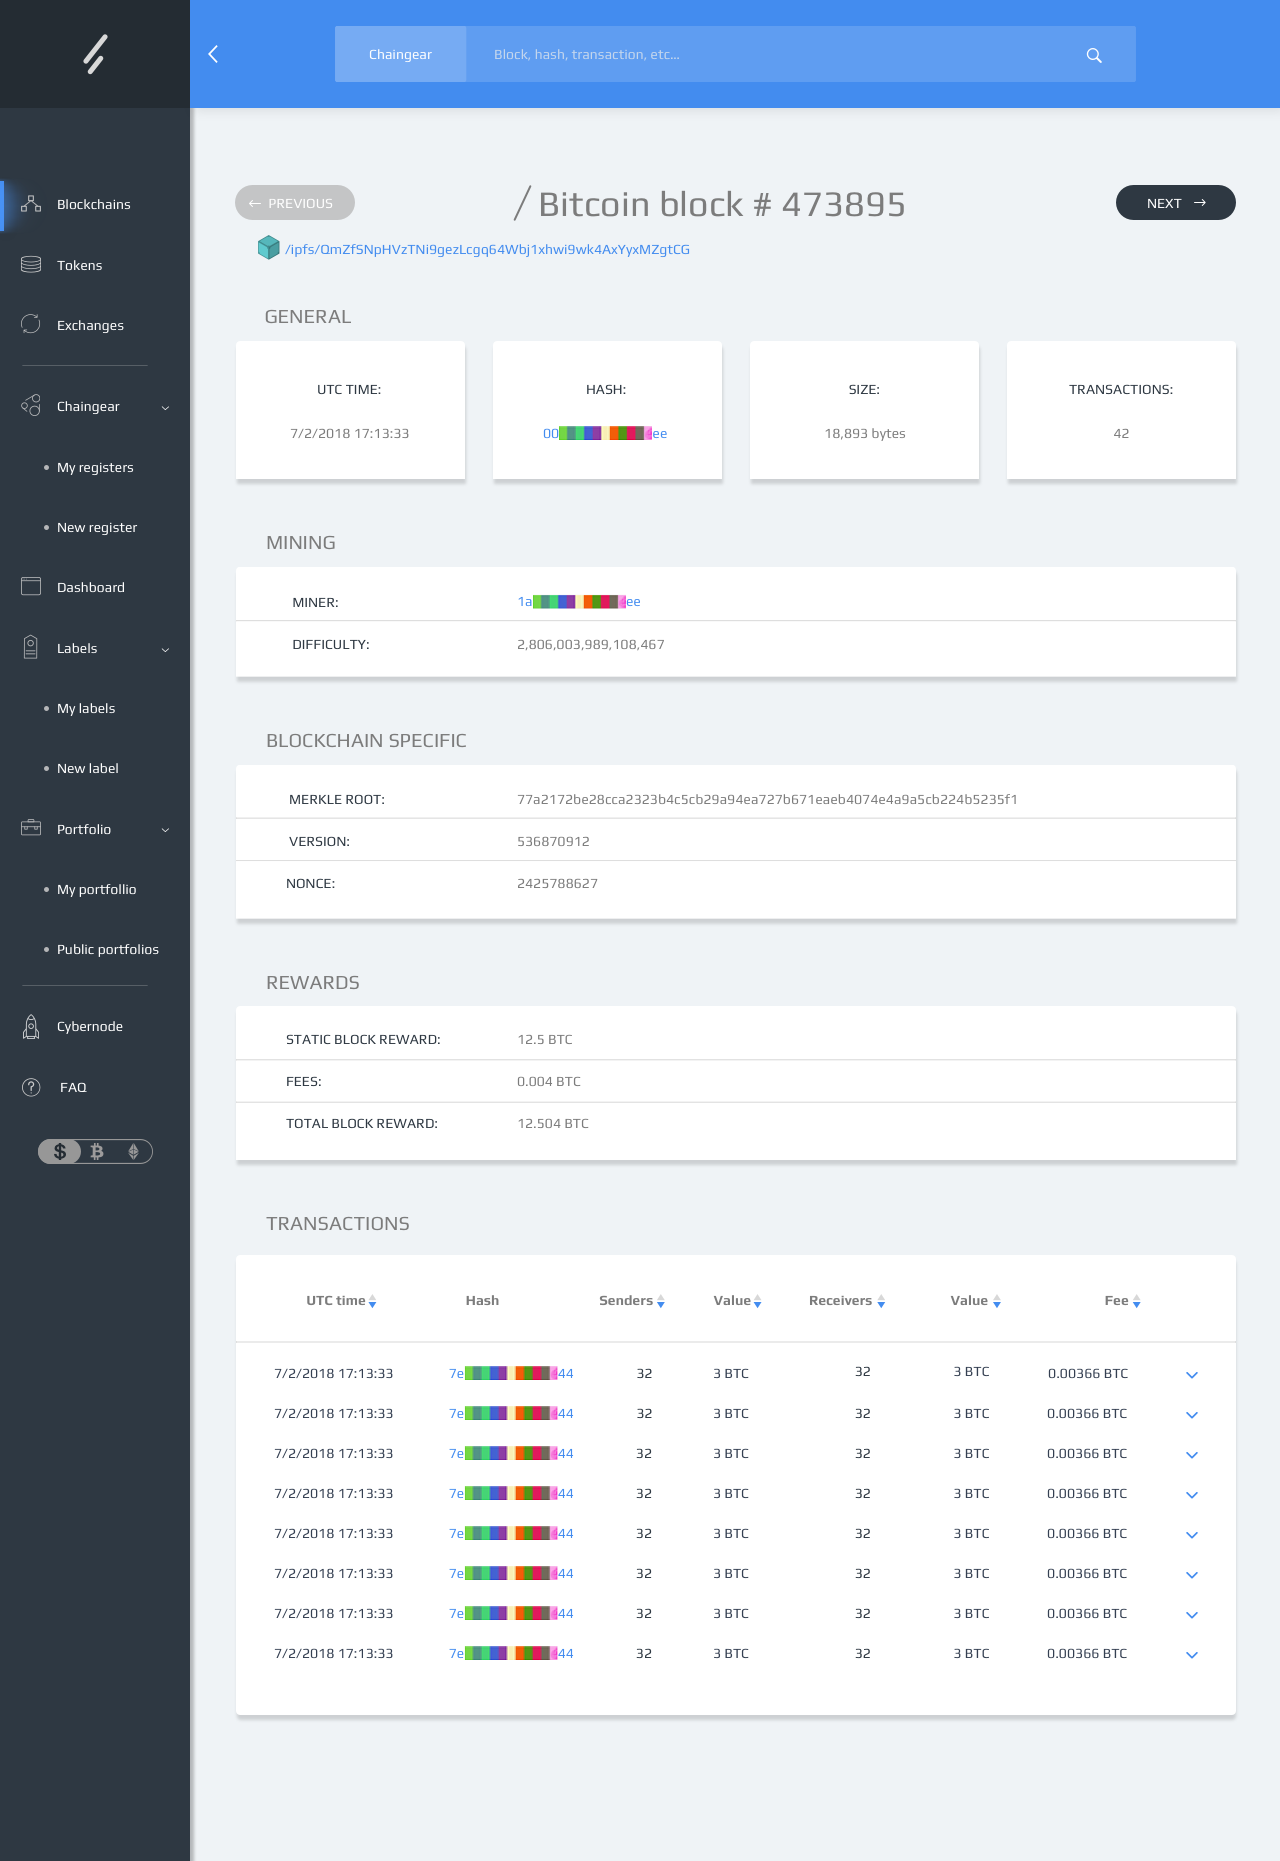 Chaingear Block, hash, transaction, etc...
Blockchains
Tokens
Exchanges
Chaingear
My registers
New register
Dashboard
Labels
My labels
New label
Portfolio
My portfollio
Public portfolios
Cybernode
FAQ
← PREVIOUS
/ Bitcoin block # 473895
NEXT →
/ipfs/QmZfSNpHVzTNi9gezLcgq64Wbj1xhwi9wk4AxYyxMZgtCG
GENERAL
UTC TIME:
7/2/2018 17:13:33
HASH:
00 ee
SIZE:
18,893 bytes
TRANSACTIONS:
42
MINING
MINER: 1a ee
DIFFICULTY: 2,806,003,989,108,467
BLOCKCHAIN SPECIFIC
MERKLE ROOT: 77a2172be28cca2323b4c5cb29a94ea727b671eaeb4074e4a9a5cb224b5235f1
VERSION: 536870912
NONCE: 2425788627
REWARDS
STATIC BLOCK REWARD: 12.5 BTC
FEES: 0.004 BTC
TOTAL BLOCK REWARD: 12.504 BTC
TRANSACTIONS
UTC time Hash Senders Value Receivers Value Fee
7/2/2018 17:13:33 7e 44 32 3 BTC 32 3 BTC 0.00366 BTC
7/2/2018 17:13:33 7e 44 32 3 BTC 32 3 BTC 0.00366 BTC
7/2/2018 17:13:33 7e 44 32 3 BTC 32 3 BTC 0.00366 BTC
7/2/2018 17:13:33 7e 44 32 3 BTC 32 3 BTC 0.00366 BTC
7/2/2018 17:13:33 7e 44 32 3 BTC 32 3 BTC 0.00366 BTC
7/2/2018 17:13:33 7e 44 32 3 BTC 32 3 BTC 0.00366 BTC
7/2/2018 17:13:33 7e 44 32 3 BTC 32 3 BTC 0.00366 BTC
7/2/2018 17:13:33 7e 44 32 3 BTC 32 3 BTC 0.00366 BTC